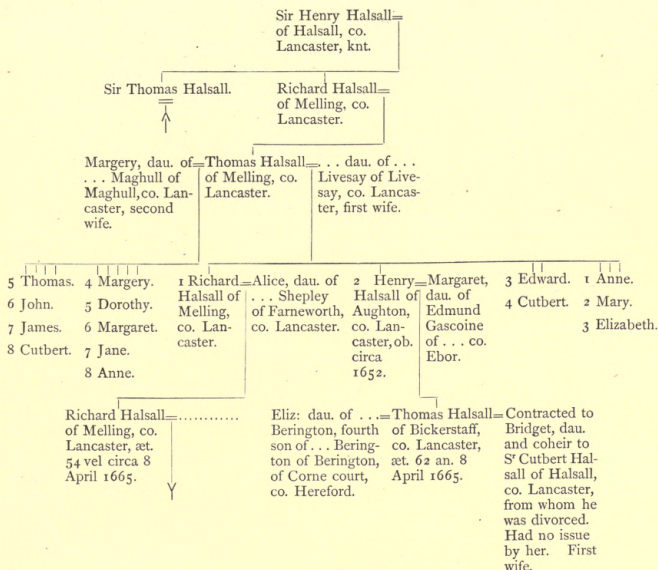 Sir Henry Halsall=
of Halsall, co.
Lancaster, knt.
Sir Thomas Halsall.
Richard Halsall=
of Melling, co.
Lancaster.
Margery, dau. of=
. . . Maghull of
Maghull, co. Lan-
caster, second
wife.
Thomas Halsall=
of Melling, co.
Lancaster.
. . . dau. of . . .
Livesay of Live-
say, co. Lancas-
ter, first wife.
5 Thomas.
6 John.
7 James.
8 Cutbert.
4 Margery.
5 Dorothy.
6 Margaret.
7 Jane.
8 Anne.
1 Richard=
Halsall of
Melling,
co. Lan-
caster.
Alice, dau. of
. . . Shepley
of Farneworth,
co. Lancaster.
2 Henry=
Halsall of
Aughton,
co. Lan-
caster, ob.
circa
1652.
Margaret,
dau. of
Edmund
Gascoine
of . . . co.
Ebor.
3 Edward.
4 Cutbert.
1 Anne.
2 Mary.
3 Elizabeth.
Richard Halsall=............
of Melling, co.
Lancaster, æt.
54 vel circa 8
April 1665.
Eliz: dau. of . . .=
Berington, fourth
son of . . . Bering-
ton of Berington,
of Corne court,
co. Hereford.
Thomas Halsall=
of Bickerstaff,
co. Lancaster,
æt. 62 an. 8
April 1665.
Contracted to
Bridget, dau.
and coheir to
Sr Cutbert Hal-
sall of Halsall,
co. Lancaster,
from whom he
was divorced.
Had no issue
by her. First
wife.